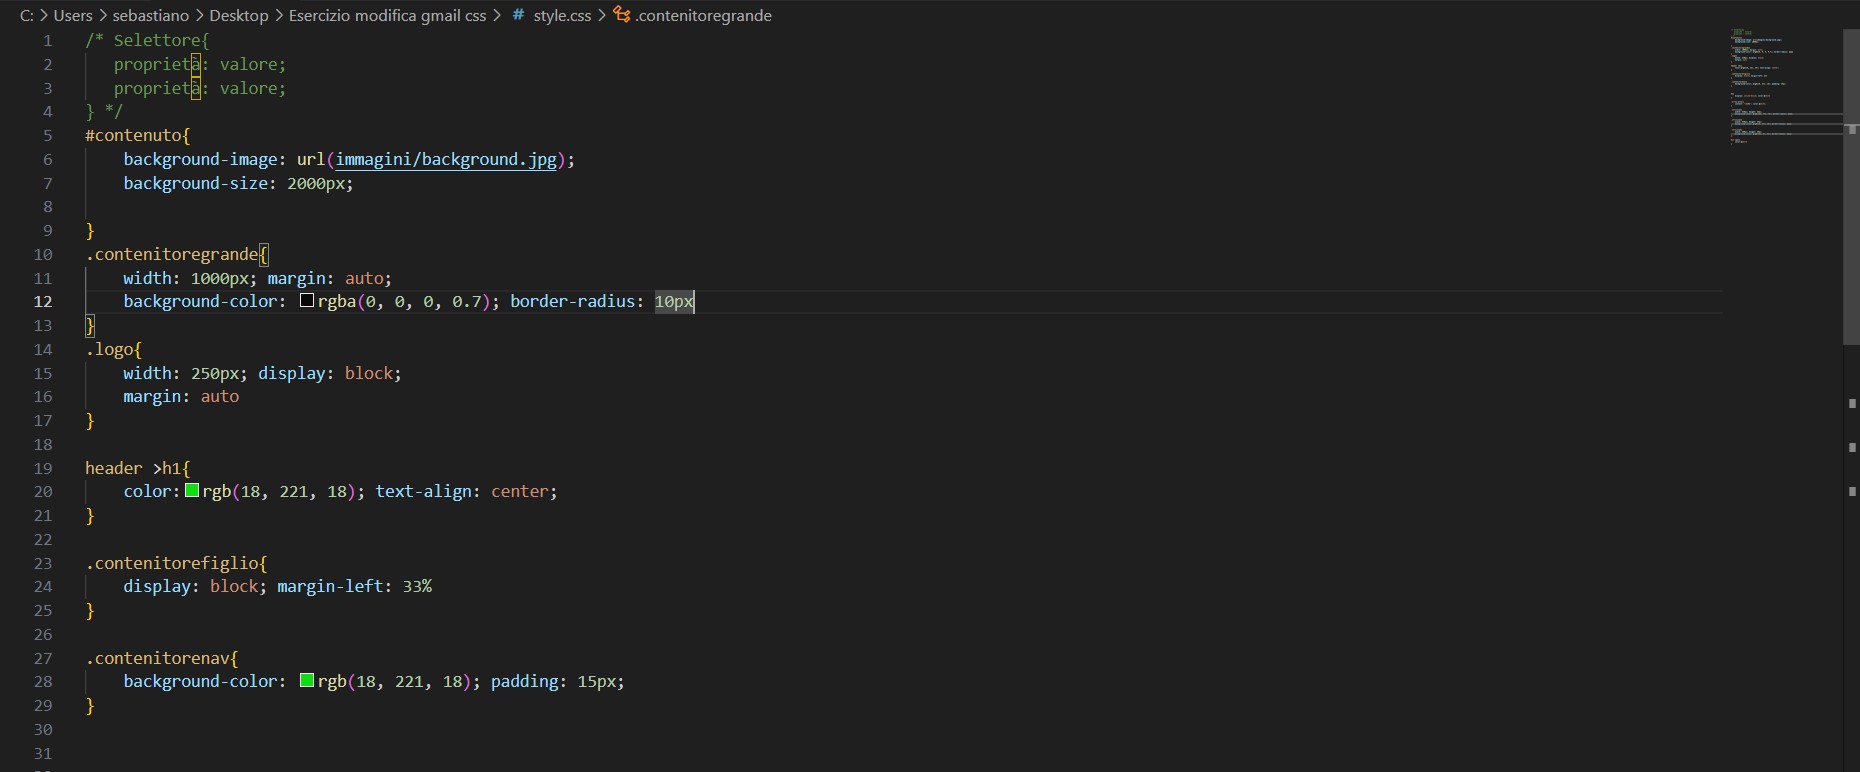 C: > Users > sebastiano > Desktop > Esercizio modifica gmail css > # style.css > .contenitoregrande
1 /* Selettore{
2 proprietà: valore;
3 proprietà: valore;
4 } */
5 #contenuto{
6 background-image: url(immagini/background.jpg);
7 background-size: 2000px;
8
9 }
10 .contenitoregrande{
11 width: 1000px; margin: auto;
12 background-color: rgba(0, 0, 0, 0.7); border-radius: 10px
13 }
14 .logo{
15 width: 250px; display: block;
16 margin: auto
17 }
18
19 header >h1{
20 color: rgb(18, 221, 18); text-align: center;
21 }
22
23 .contenitorefiglio{
24 display: block; margin-left: 33%
25 }
26
27 .contenitorenav{
28 background-color: rgb(18, 221, 18); padding: 15px;
29 }
30
31